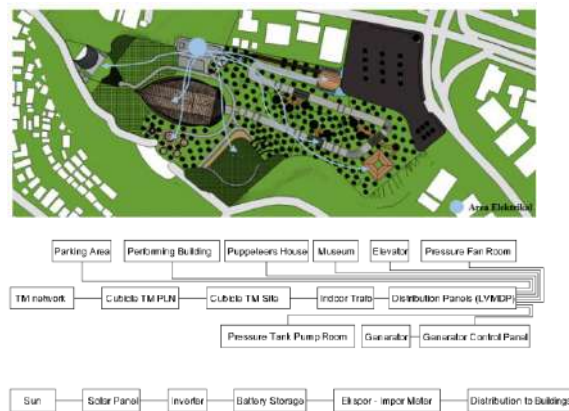 Area Elektrikal
Parking Area Performing Building Puppeteers House Museum Elevator Pressure Fan Room
TM network Cubicle TM PLN Cubicle TM Site Indoor Trafo Distribution Panels (LVMDP)
Pressure Tank Pump Room Generator Generator Control Panel
Sun Solar Panel Inverter Battery Storage Ekspor - Impor Meter Distribution to Buildings